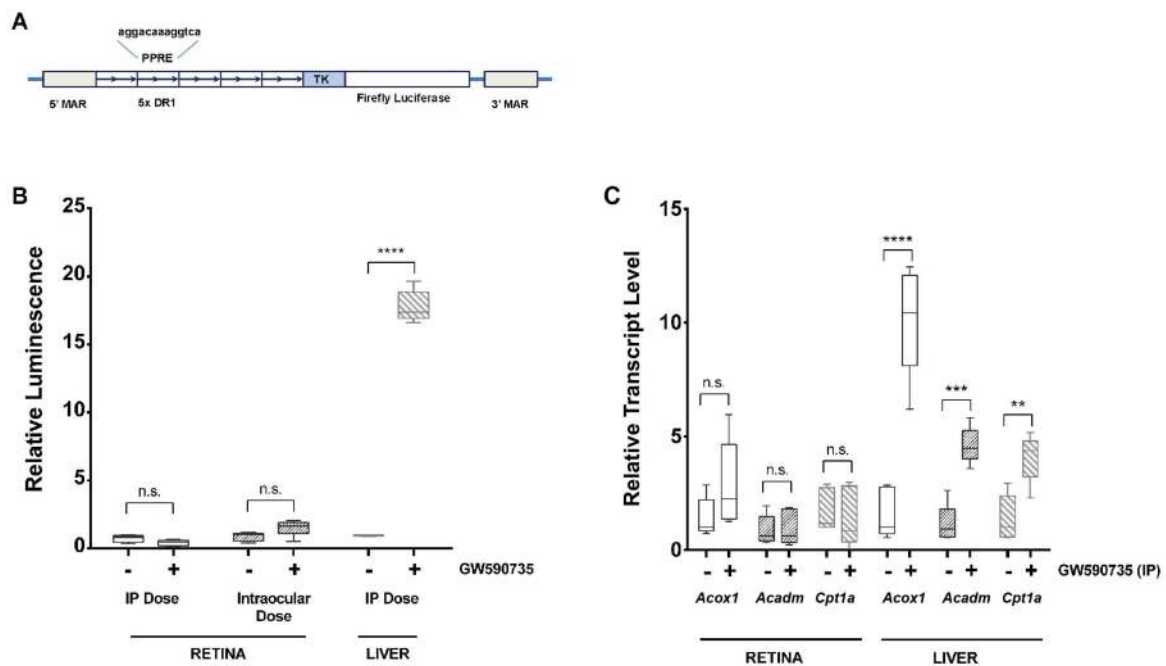 A
aggacaaaggtca
PPRE
TK
5' MAR
5x DR1
Firefly Luciferase
3' MAR
B
Relative Luminescence
25
20
15
10
5
0
n.s.
n.s.
****
- + - + - + GW590735
IP Dose
Intraocular
Dose
IP Dose
RETINA
LIVER
C
Relative Transcript Level
15
10
5
0
n.s.
n.s.
n.s.
****
***
**
- + - + - + - + - + - + GW590735 (IP)
Acox1 Acadm Cpt1a Acox1 Acadm Cpt1a
RETINA
LIVER